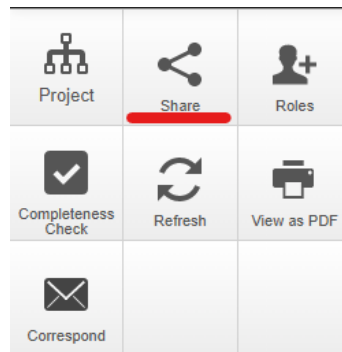 Project
Share
Roles
Completeness
Check
Refresh
View as PDF
Correspond